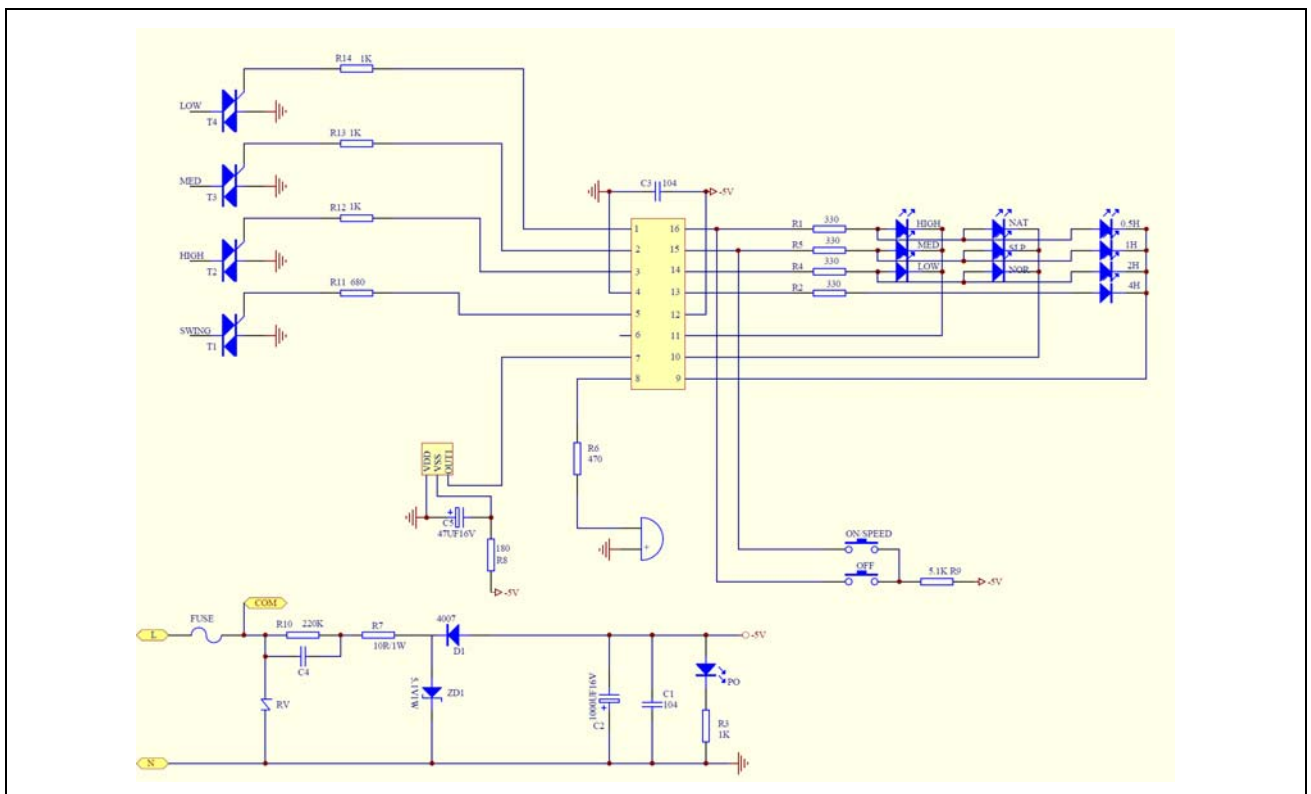 R14 1K
LOW
T4
R13 1K
MED
T3
R12 1K
HIGH
T2
R11 680
SWING
T1
C3 104
-5V
1 16
2 15
3 14
4 13
5 12
6 11
7 10
8 9
R1 330
R5 330
R4 330
R2 330
HIGH NAT 0.5H
MED SLP 1H
LOW NOR 2H
4H
VDD
VSS
OUT1
C5
47UF16V
180
R8
-5V
R6
470
+
ON/SPEED
OFF
5.1K R9
-5V
COM
FUSE
L
R10 220K
C4
R7
10R/1W
4007
D1
-5V
RV
5.1V1W
ZD1
1000UF16V
C2
C1
104
PO
R3
1K
N